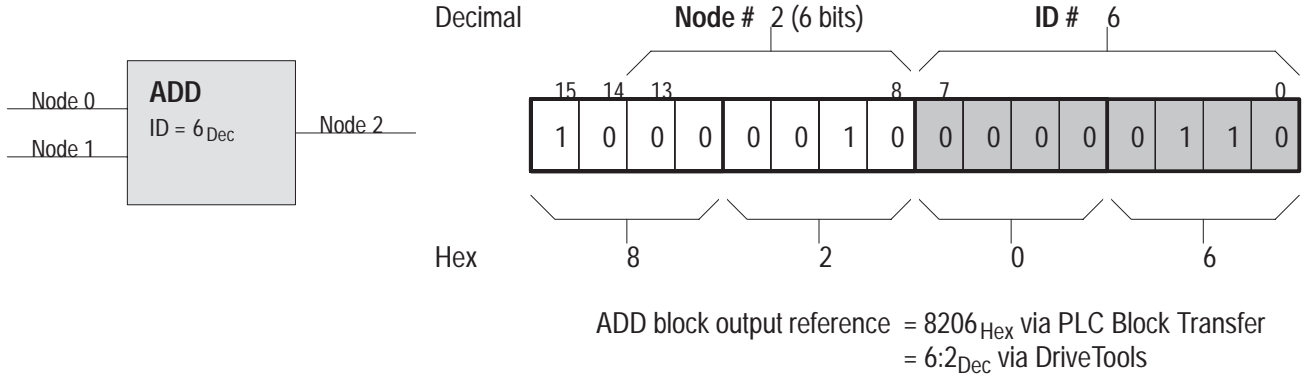 Decimal Node # 2 (6 bits) ID # 6
15 14 13 8 7 0
Node 0 ADD
ID = 6 Dec
Node 1 Node 2
1 0 0 0 0 0 1 0 0 0 0 0 0 1 1 0
Hex 8 2 0 6
ADD block output reference = 8206Hex via PLC Block Transfer
= 6:2Dec via DriveTools